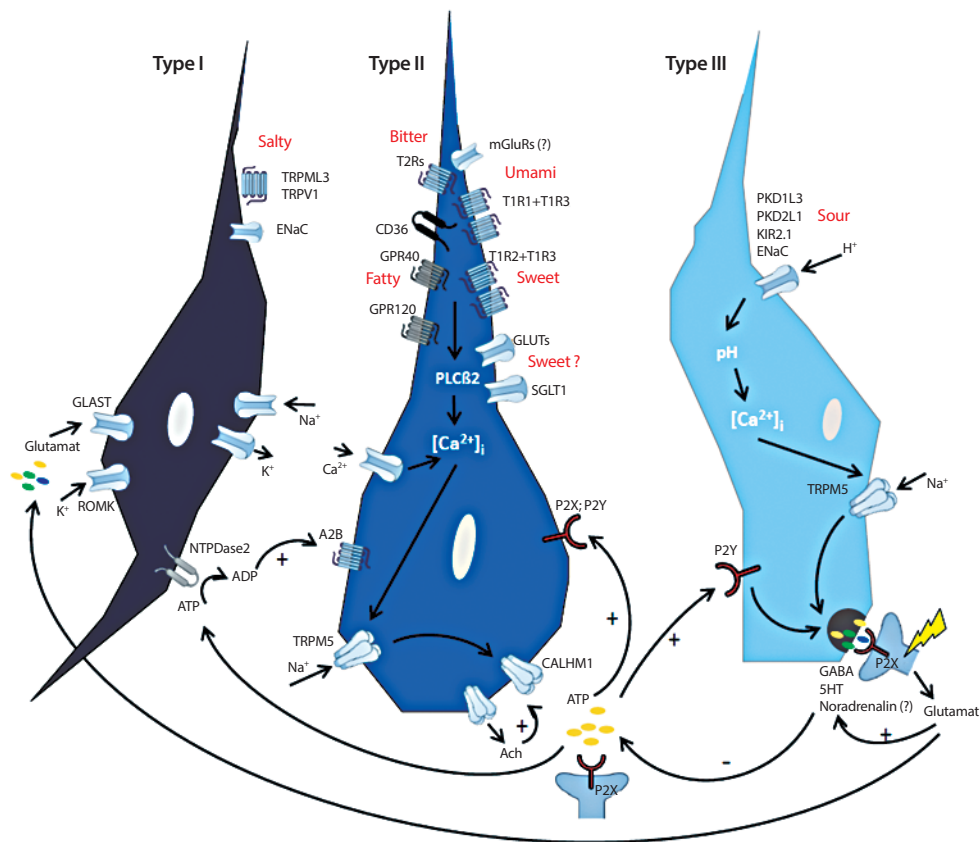 Type I
Type II
Type III
Salty
TRPML3
TRPV1
ENaC
GLAST
Glutamat
Na⁺
K⁺
K⁺
ROMK
NTPDase2
ADP
ATP
+
Bitter
mGluRs (?)
T2Rs
Umami
T1R1+T1R3
CD36
GPR40
T1R2+T1R3
Fatty
Sweet
GPR120
GLUTs
Sweet ?
PLCß2
SGLT1
[Ca²⁺]ᵢ
Ca²⁺
A2B
P2X; P2Y
TRPM5
Na⁺
CALHM1
+
Ach
+
ATP
+
P2X
-
PKD1L3
PKD2L1
KIR2.1
ENaC
Sour
H⁺
pH
[Ca²⁺]ᵢ
TRPM5
Na⁺
P2Y
P2X
GABA
5HT
Noradrenalin (?)
Glutamat
+